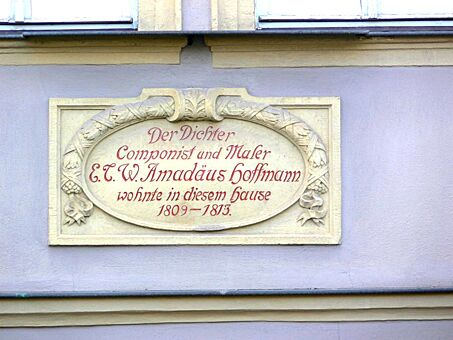 Der Dichter
Componist und Maler
E. T. W. Amadäus Hoffmann
wohnte in diesem Hause
1809–1813.